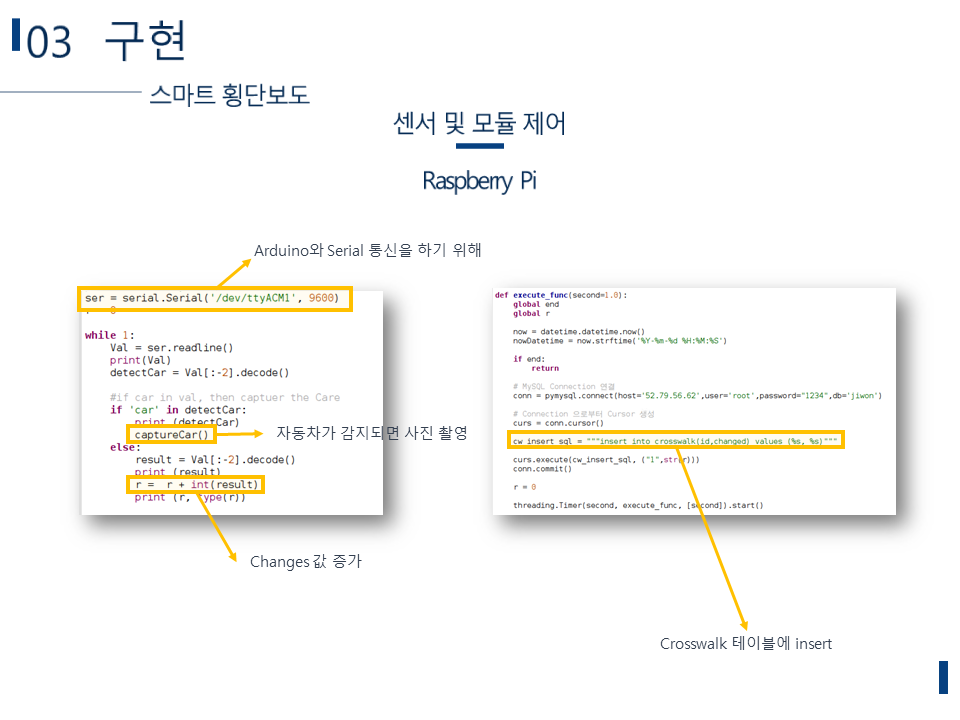 03 구현
스마트 횡단보도
센서 및 모듈 제어
Raspberry Pi
Arduino와 Serial 통신을 하기 위해
ser = serial.Serial('/dev/ttyACM1', 9600)
while 1:
Val = ser.readline()
print(Val)
detectCar = Val[:-2].decode()
#if car in val, then captuer the Care
if 'car' in detectCar:
print (detectCar)
captureCar()
else:
result = Val[:-2].decode()
print (result)
r = r + int(result)
print (r, type(r))
자동차가 감지되면 사진 촬영
Changes 값 증가
def execute_func(second=1.0):
global end
global r
now = datetime.datetime.now()
nowDatetime = now.strftime('%Y-%m-%d %H:%M:%S')
if end:
return
# MySQL Connection 연결
conn = pymysql.connect(host='52.79.56.62',user='root',password="1234",db='jiwon')
# Connection 으로부터 Cursor 생성
curs = conn.cursor()
cw_insert_sql = """insert into crosswalk(id,changed) values (%s, %s)"""
curs.execute(cw_insert_sql, ("1",str(r)))
conn.commit()
r = 0
threading.Timer(second, execute_func, [second]).start()
Crosswalk 테이블에 insert